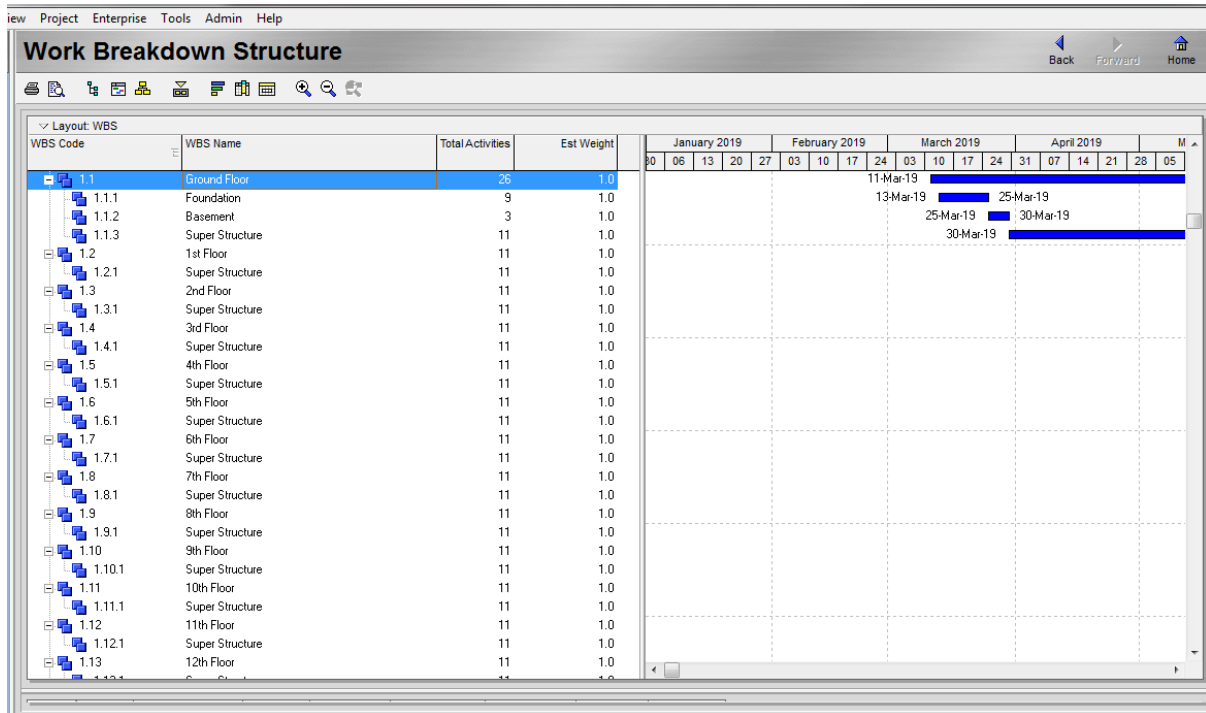 iew Project Enterprise Tools Admin Help
Work Breakdown Structure
Back Forward Home
Layout: WBS
WBS Code WBS Name Total Activities Est Weight January 2019 February 2019 March 2019 April 2019 M
30 06 13 20 27 03 10 17 24 03 10 17 24 31 07 14 21 28 05
1.1 Ground Floor 26 1.0 11-Mar-19
1.1.1 Foundation 9 1.0 13-Mar-19 25-Mar-19
1.1.2 Basement 3 1.0 25-Mar-19 30-Mar-19
1.1.3 Super Structure 11 1.0 30-Mar-19
1.2 1st Floor 11 1.0
1.2.1 Super Structure 11 1.0
1.3 2nd Floor 11 1.0
1.3.1 Super Structure 11 1.0
1.4 3rd Floor 11 1.0
1.4.1 Super Structure 11 1.0
1.5 4th Floor 11 1.0
1.5.1 Super Structure 11 1.0
1.6 5th Floor 11 1.0
1.6.1 Super Structure 11 1.0
1.7 6th Floor 11 1.0
1.7.1 Super Structure 11 1.0
1.8 7th Floor 11 1.0
1.8.1 Super Structure 11 1.0
1.9 8th Floor 11 1.0
1.9.1 Super Structure 11 1.0
1.10 9th Floor 11 1.0
1.10.1 Super Structure 11 1.0
1.11 10th Floor 11 1.0
1.11.1 Super Structure 11 1.0
1.12 11th Floor 11 1.0
1.12.1 Super Structure 11 1.0
1.13 12th Floor 11 1.0